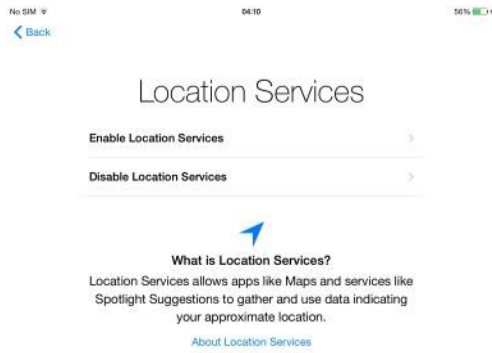 No SIM 04:10 56%
Back
Location Services
Enable Location Services
Disable Location Services
What is Location Services?
Location Services allows apps like Maps and services like
Spotlight Suggestions to gather and use data indicating
your approximate location.
About Location Services